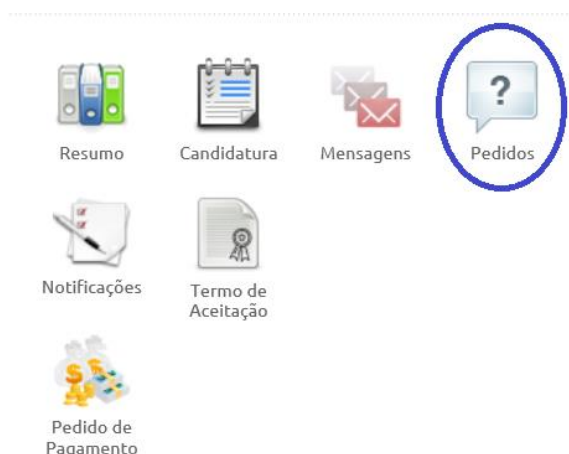 ?
Resumo
Candidatura
Mensagens
Pedidos
Notificações
Termo de
Aceitação
Pedido de
Pagamento